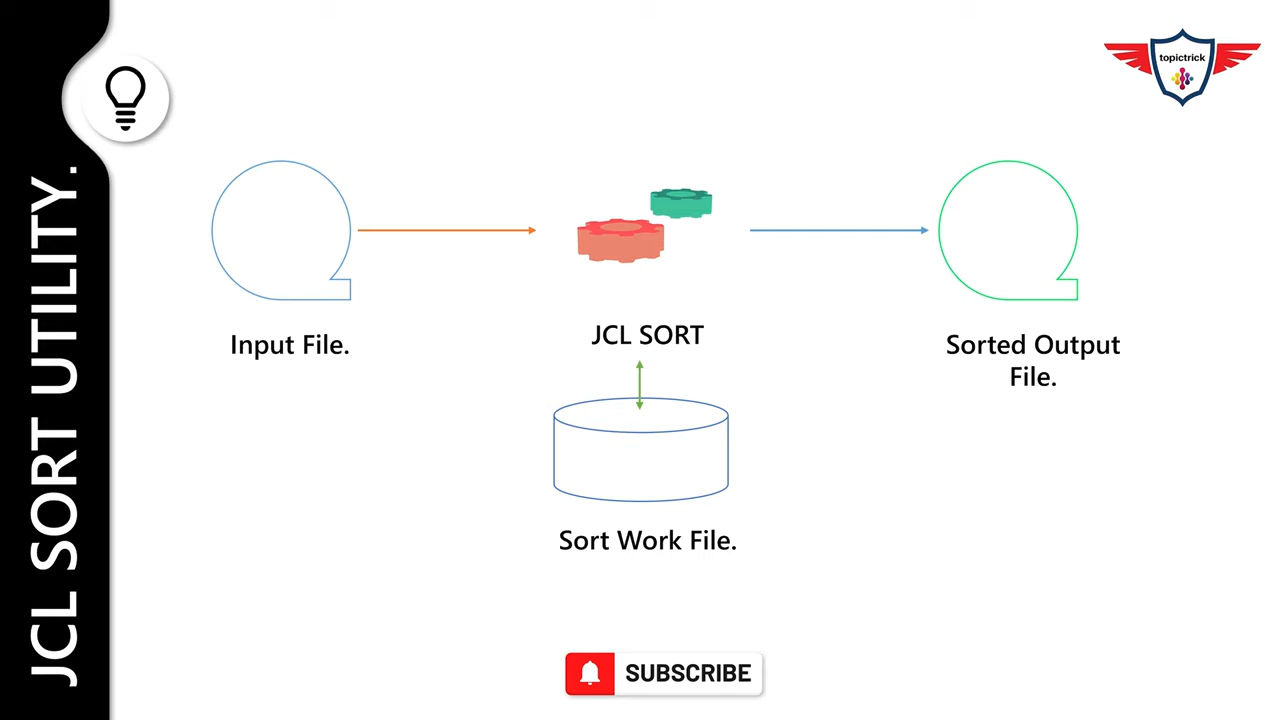 JCL SORT UTILITY.
topictrick
Input File.
JCL SORT
Sorted Output
File.
Sort Work File.
SUBSCRIBE